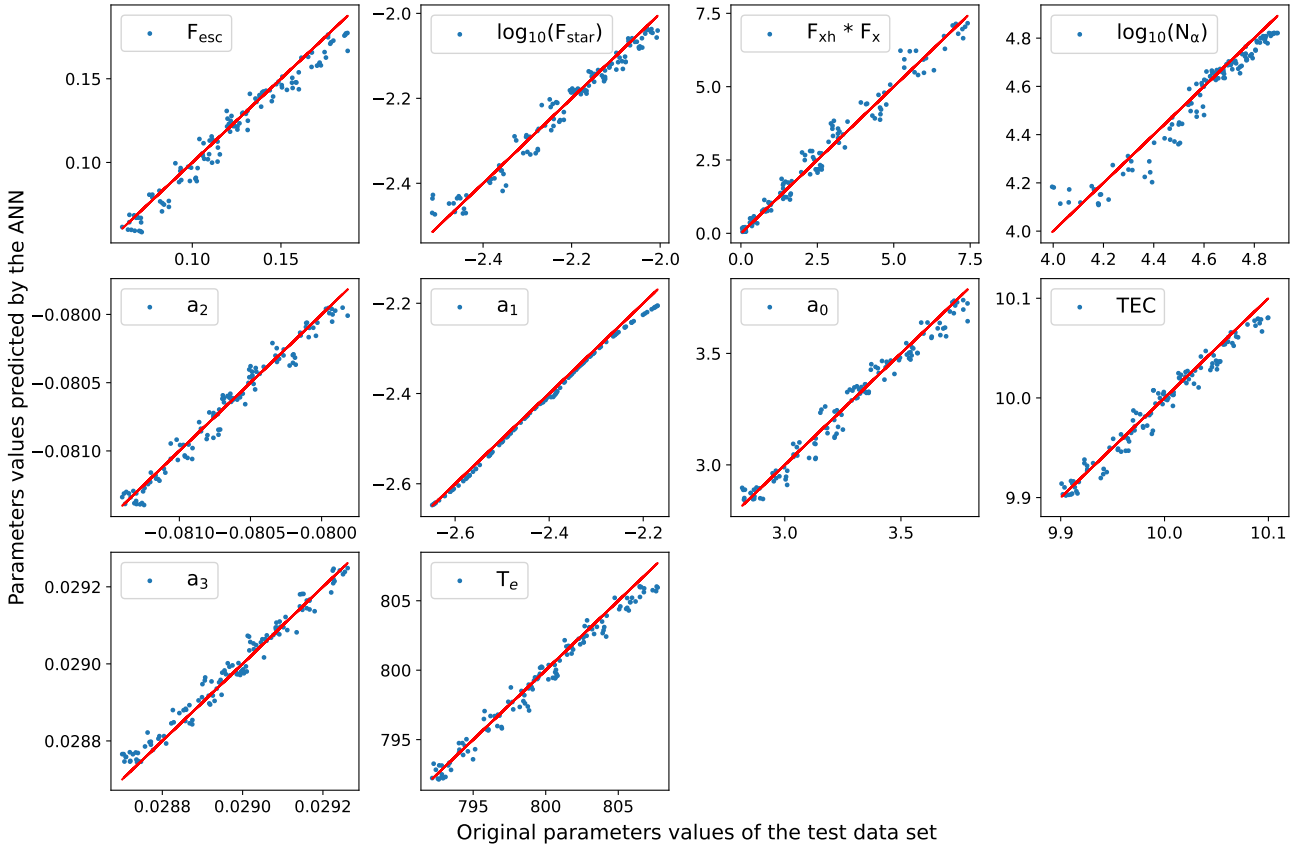 Parameters values predicted by the ANN
F_esc
0.15
0.10
0.10 0.15
log₁₀(F_star)
−2.0
−2.2
−2.4
−2.4 −2.2 −2.0
F_xh * F_x
7.5
5.0
2.5
0.0
0.0 2.5 5.0 7.5
log₁₀(N_α)
4.8
4.6
4.4
4.2
4.0
4.0 4.2 4.4 4.6 4.8
a₂
−0.0800
−0.0805
−0.0810
−0.0810 −0.0805 −0.0800
a₁
−2.2
−2.4
−2.6
−2.6 −2.4 −2.2
a₀
3.5
3.0
3.0 3.5
TEC
10.1
10.0
9.9
9.9 10.0 10.1
a₃
0.0292
0.0290
0.0288
0.0288 0.0290 0.0292
T_e
805
800
795
795 800 805
Original parameters values of the test data set